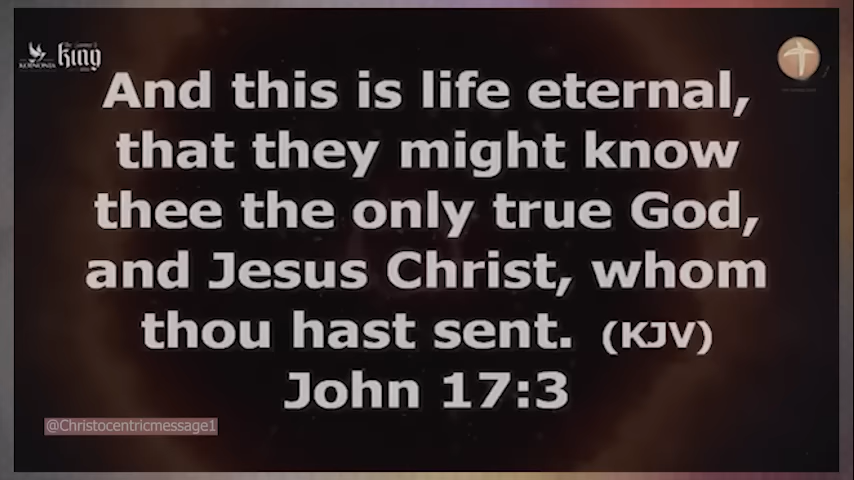 KOINONIA
King
And this is life eternal,
that they might know
thee the only true God,
and Jesus Christ, whom
thou hast sent. (KJV)
John 17:3
@Christocentricmessage1